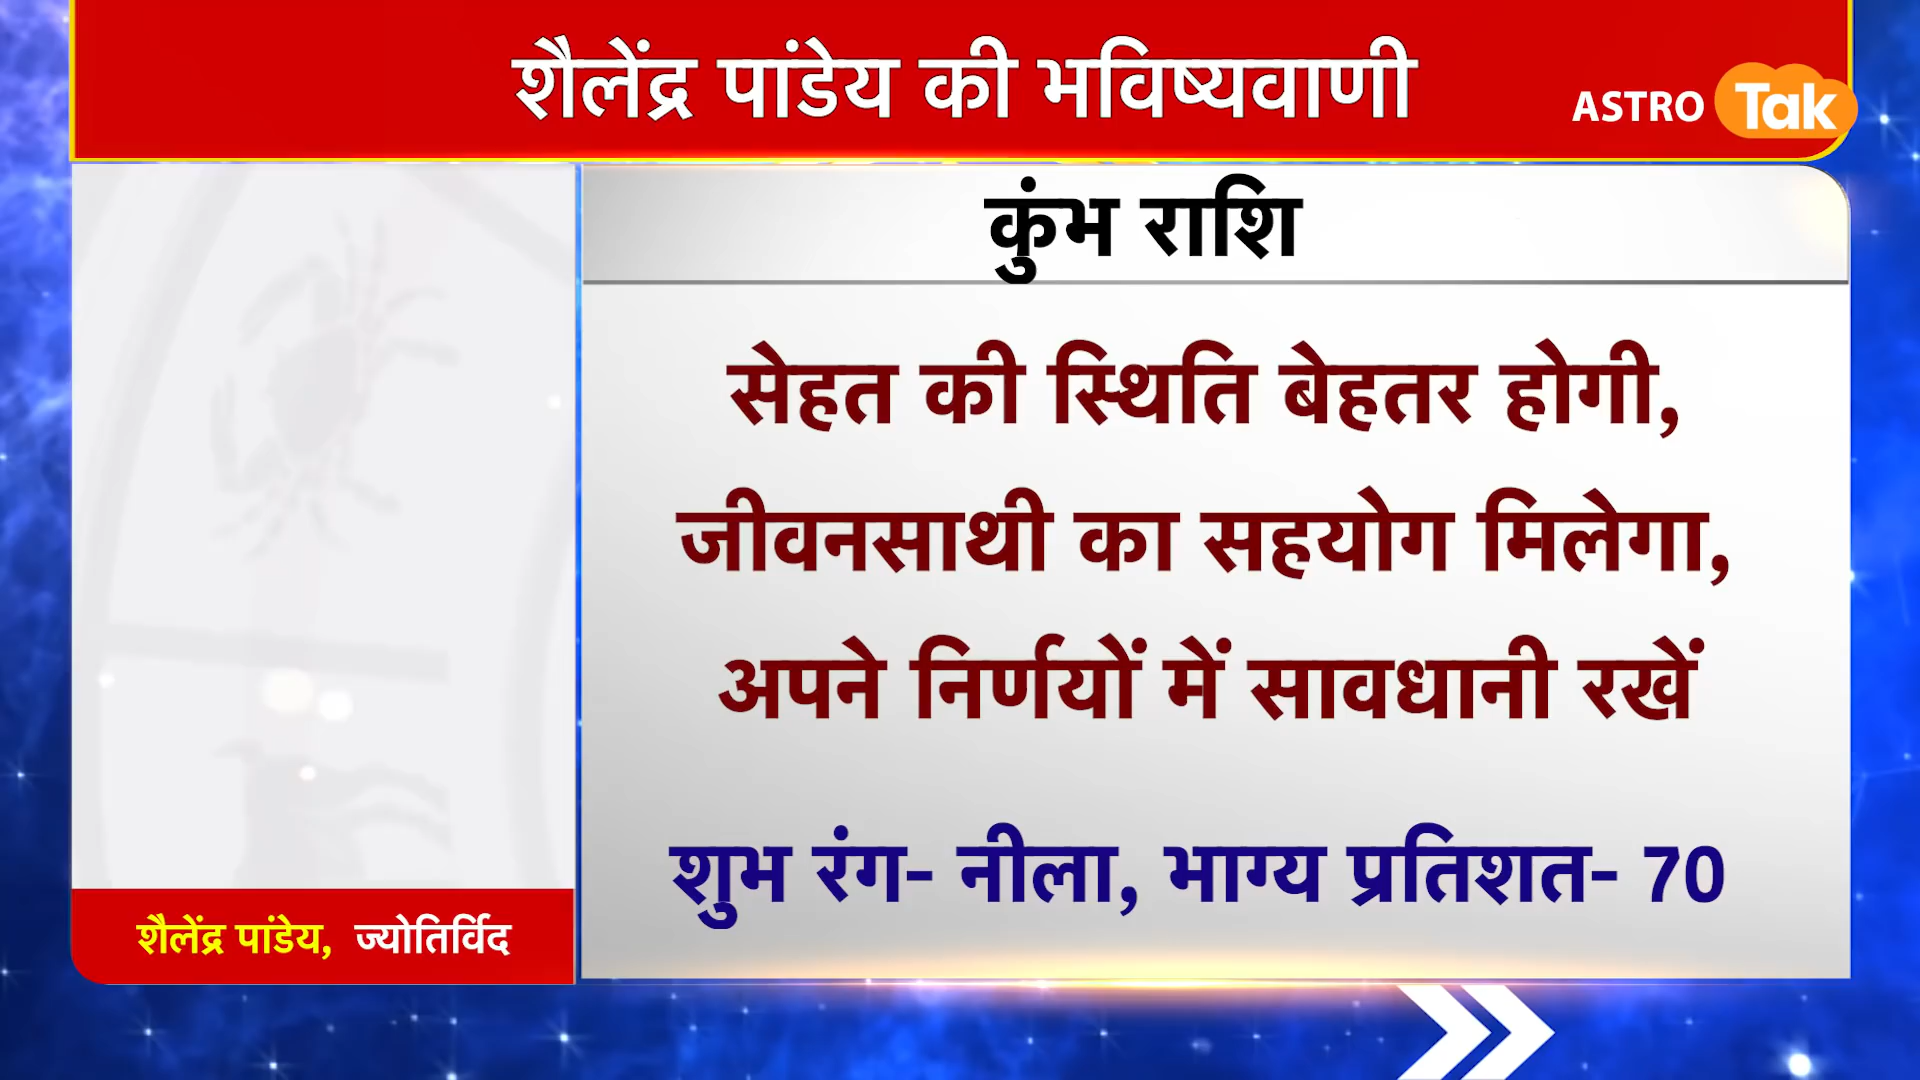 शैलेंद्र पांडेय की भविष्यवाणी
ASTRO Tak
कुंभ राशि
सेहत की स्थिति बेहतर होगी,
जीवनसाथी का सहयोग मिलेगा,
अपने निर्णयों में सावधानी रखें
शुभ रंग- नीला, भाग्य प्रतिशत- 70
शैलेंद्र पांडेय, ज्योतिर्विद